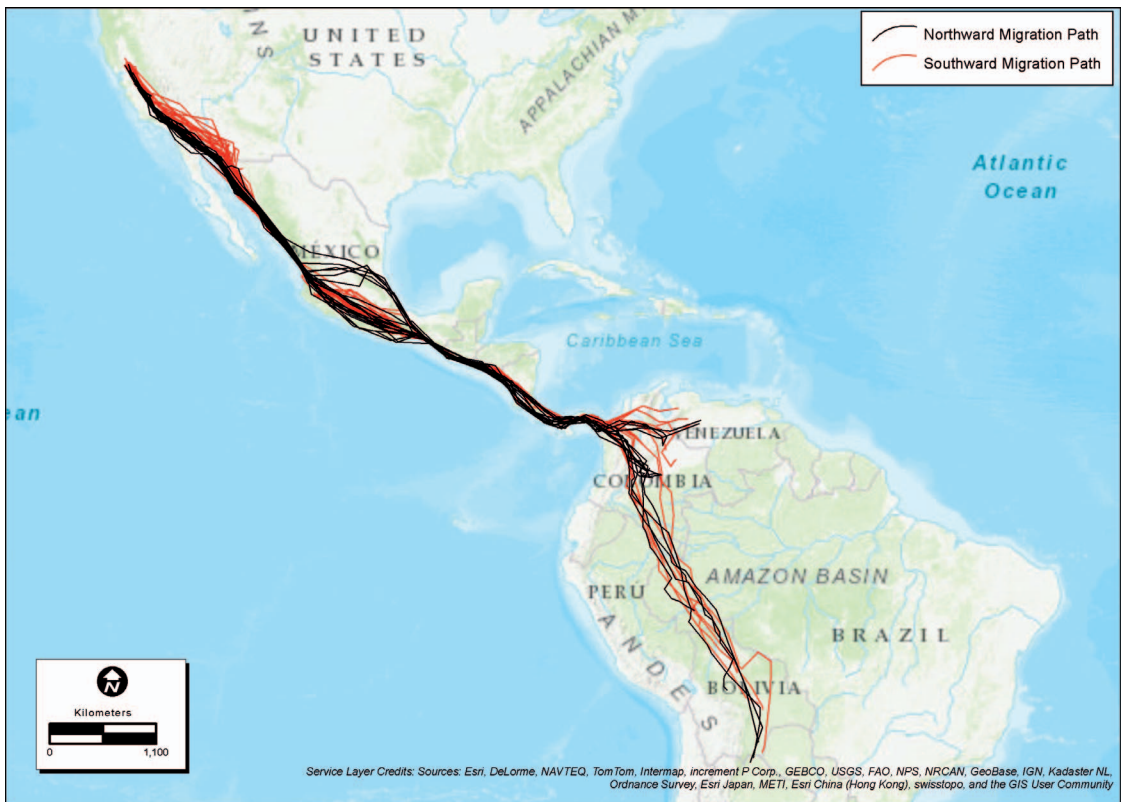 Northward Migration Path
Southward Migration Path
UNITED
STATES
APPALACHIAN M
NS
Atlantic
Ocean
MÉXICO
Caribbean Sea
ean
VENEZUELA
COLOMBIA
AMAZON BASIN
PERU
BRAZIL
ANDES
BOLIVIA
N
Kilometers
0 1,100
Service Layer Credits: Sources: Esri, DeLorme, NAVTEQ, TomTom, Intermap, increment P Corp., GEBCO, USGS, FAO, NPS, NRCAN, GeoBase, IGN, Kadaster NL,
Ordnance Survey, Esri Japan, METI, Esri China (Hong Kong), swisstopo, and the GIS User Community